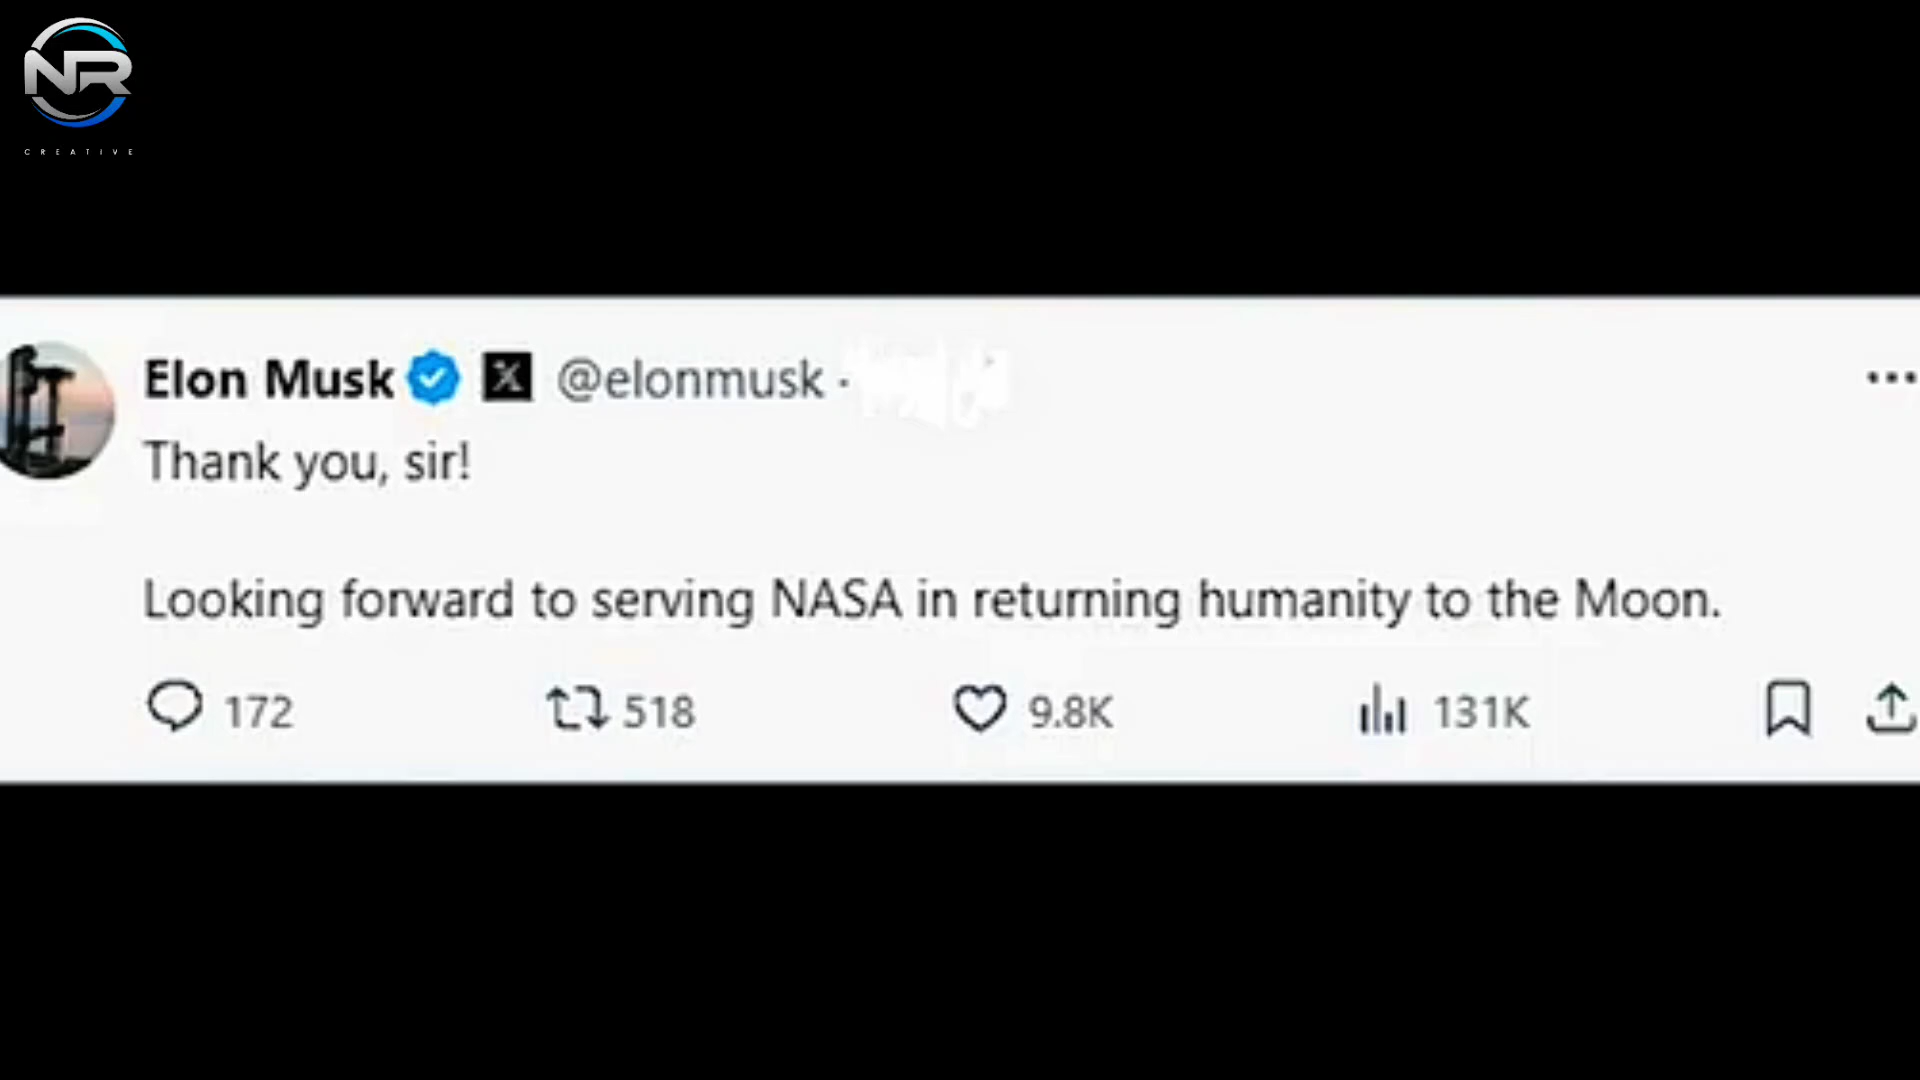 NR
CREATIVE
Elon Musk X @elonmusk ·
Thank you, sir!
Looking forward to serving NASA in returning humanity to the Moon.
172 518 9.8K 131K